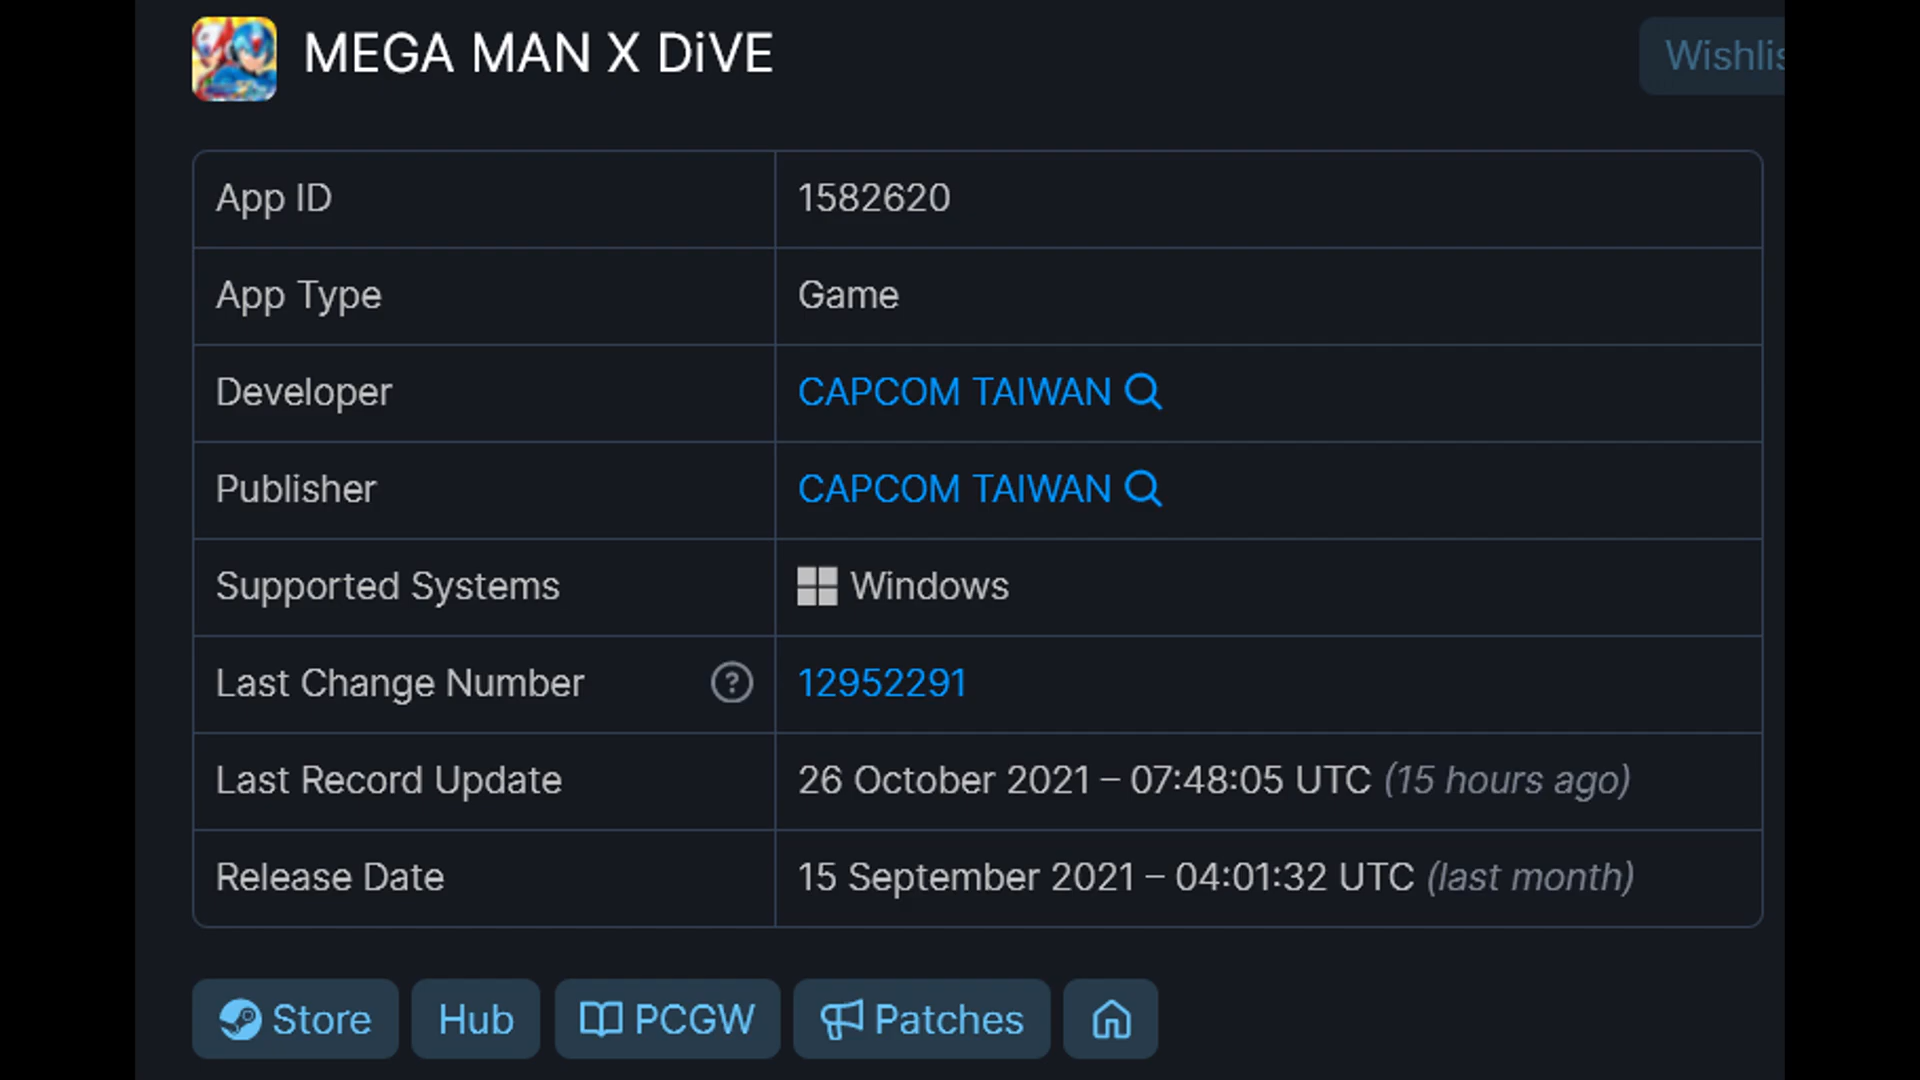 MEGA MAN X DiVE
Wishlis
App ID 1582620
App Type Game
Developer CAPCOM TAIWAN
Publisher CAPCOM TAIWAN
Supported Systems Windows
Last Change Number ? 12952291
Last Record Update 26 October 2021 – 07:48:05 UTC (15 hours ago)
Release Date 15 September 2021 – 04:01:32 UTC (last month)
Store Hub PCGW Patches